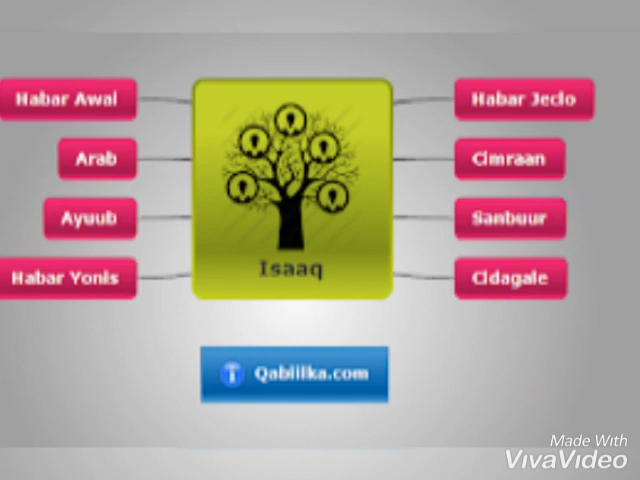 Habar Awal
Arab
Ayuub
Habar Yonis
Isaaq
Habar Jeclo
Cimraan
Sanbuur
Cidagale
Qabiilka.com
Made With
VivaVideo